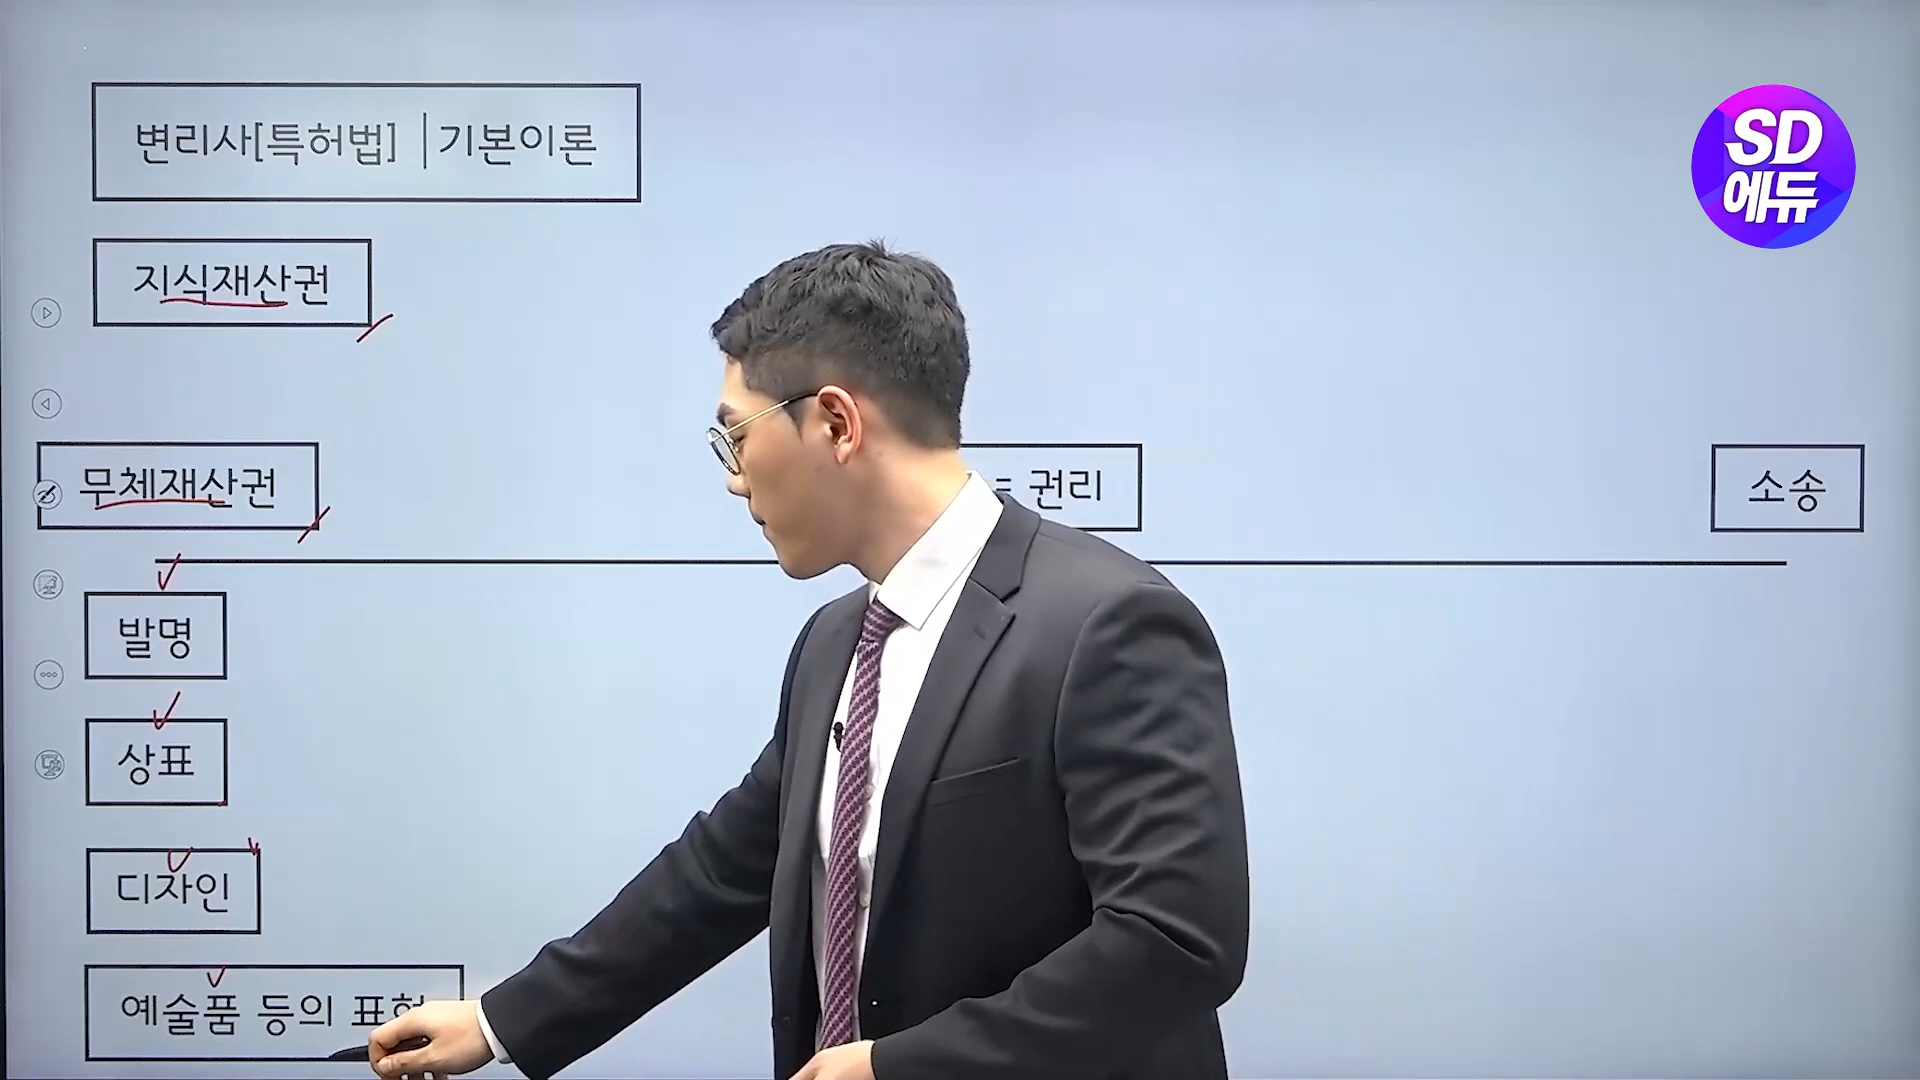 변리사[특허법] | 기본이론
SD
에듀
지식재산권
무체재산권
= 권리
소송
발명
상표
디자인
예술품 등의